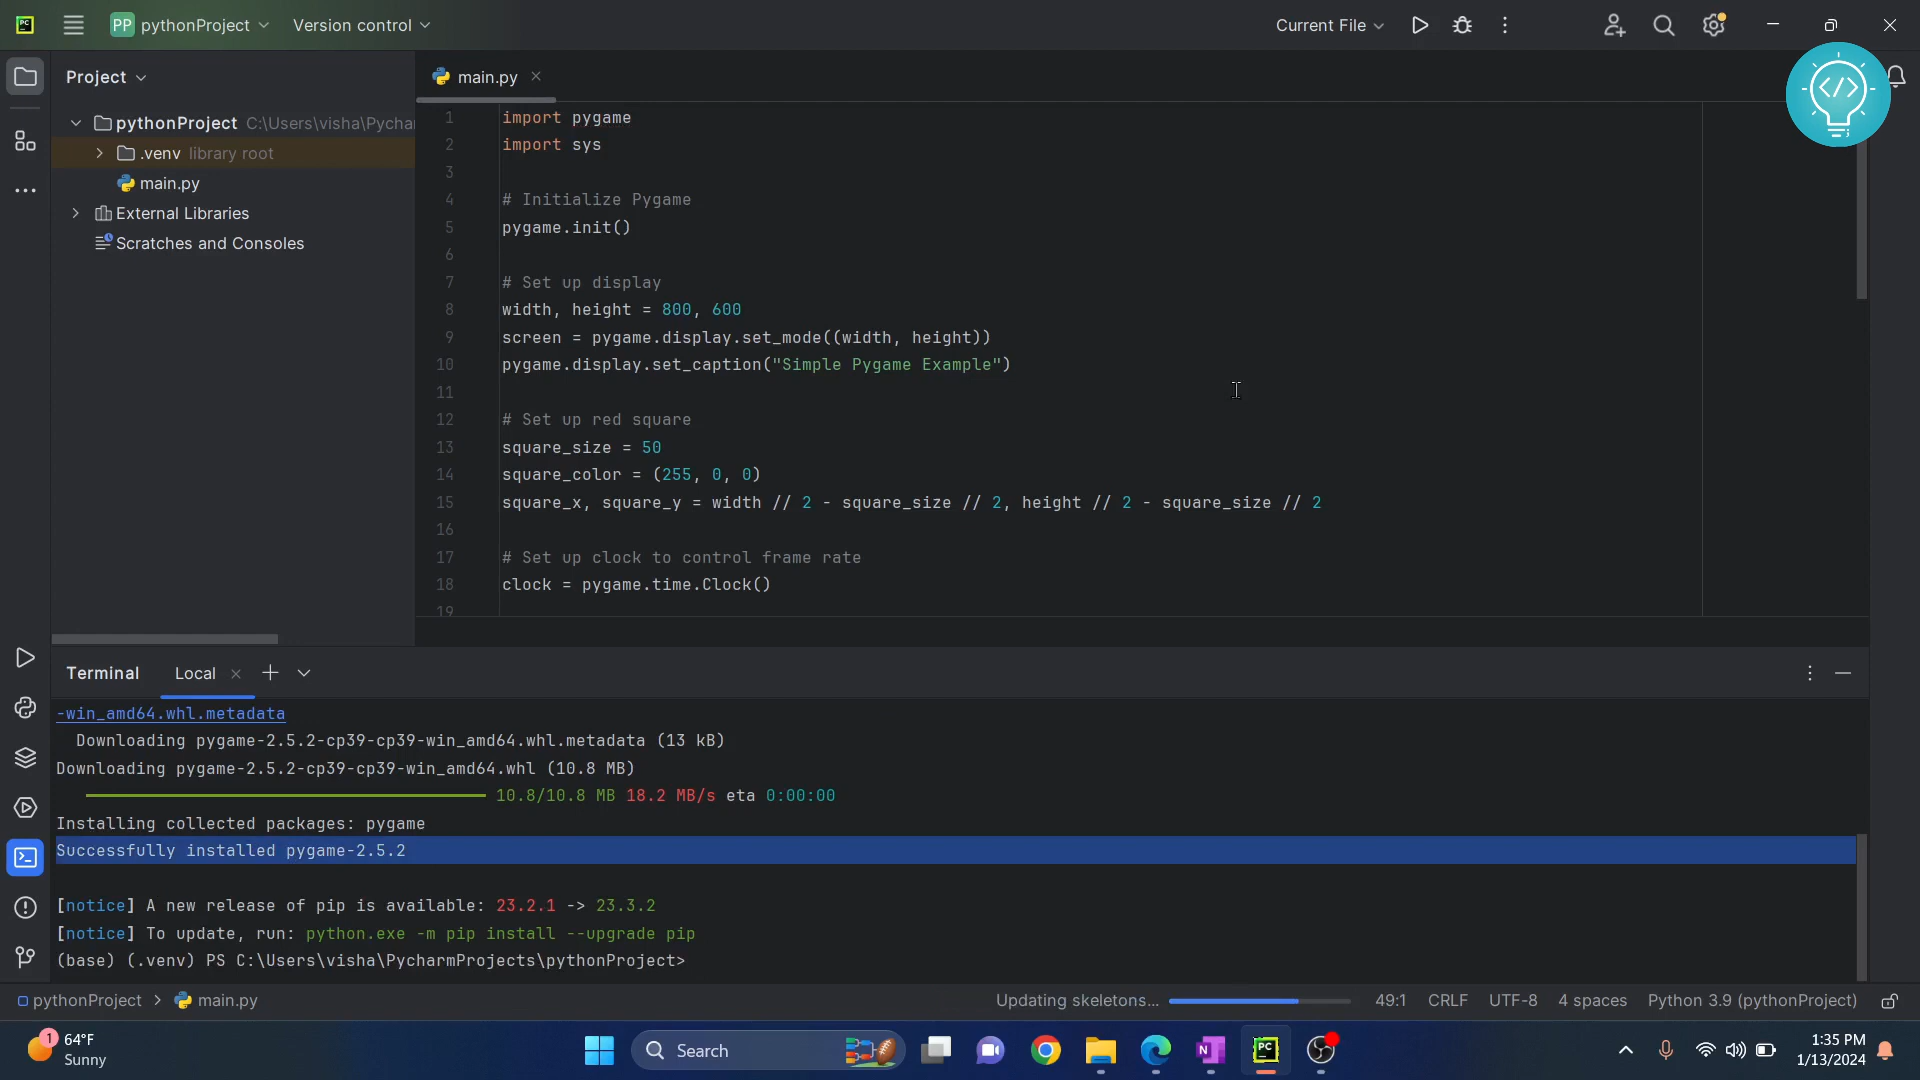 PC
PP pythonProject
Version control
Current File
Project
main.py
</>
pythonProject C:\Users\visha\Pychar
.venv library root
main.py
External Libraries
Scratches and Consoles
1 import pygame
2 import sys
3
4 # Initialize Pygame
5 pygame.init()
6
7 # Set up display
8 width, height = 800, 600
9 screen = pygame.display.set_mode((width, height))
10 pygame.display.set_caption("Simple Pygame Example")
11
12 # Set up red square
13 square_size = 50
14 square_color = (255, 0, 0)
15 square_x, square_y = width // 2 - square_size // 2, height // 2 - square_size // 2
16
17 # Set up clock to control frame rate
18 clock = pygame.time.Clock()
19
Terminal Local
-win_amd64.whl.metadata
Downloading pygame-2.5.2-cp39-cp39-win_amd64.whl.metadata (13 kB)
Downloading pygame-2.5.2-cp39-cp39-win_amd64.whl (10.8 MB)
10.8/10.8 MB 18.2 MB/s eta 0:00:00
Installing collected packages: pygame
Successfully installed pygame-2.5.2
[notice] A new release of pip is available: 23.2.1 -> 23.3.2
[notice] To update, run: python.exe -m pip install --upgrade pip
(base) (.venv) PS C:\Users\visha\PycharmProjects\pythonProject>
pythonProject > main.py
Updating skeletons...
49:1 CRLF UTF-8 4 spaces Python 3.9 (pythonProject)
1
64°F
Sunny
Search
N
PC
1:35 PM
1/13/2024